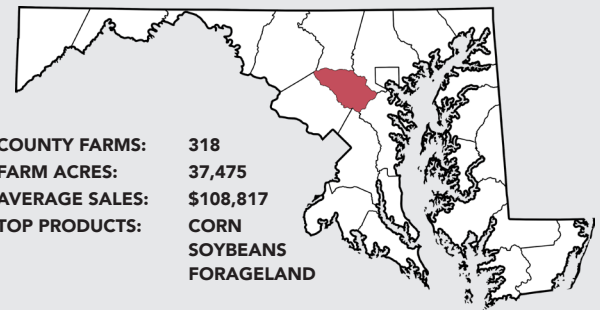 COUNTY FARMS: 318
FARM ACRES: 37,475
AVERAGE SALES: $108,817
TOP PRODUCTS: CORN
SOYBEANS
FORAGELAND